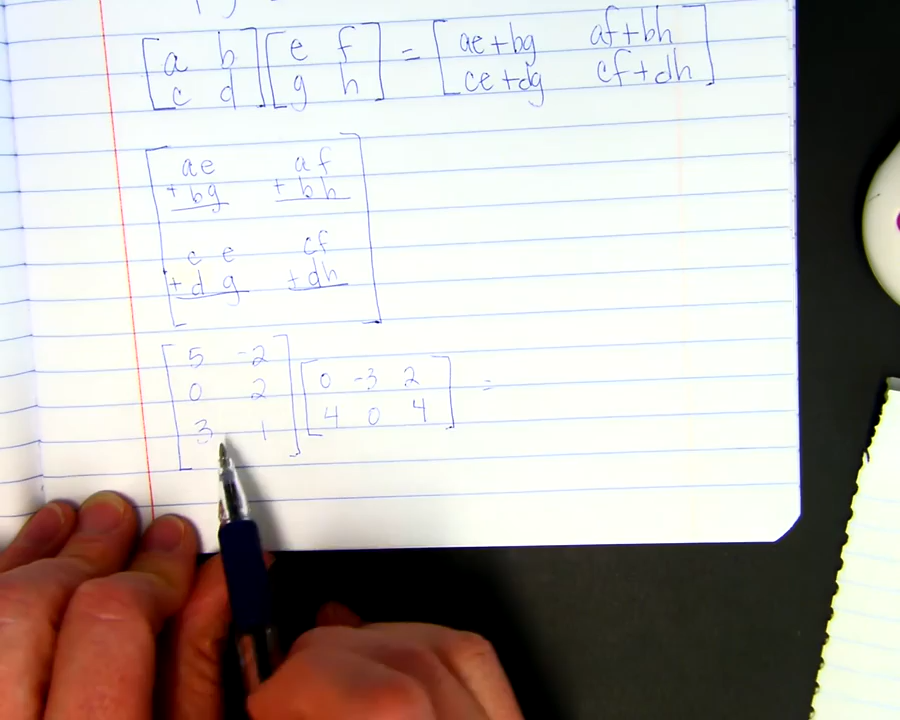 [a b] [e f] = [ae+bg af+bh]
[c d] [g h] [ce+dg cf+dh]
ae af
+bg +bh
ce cf
+dg +dh
5 -2
0 2 0 -3 2 =
3 1 4 0 4